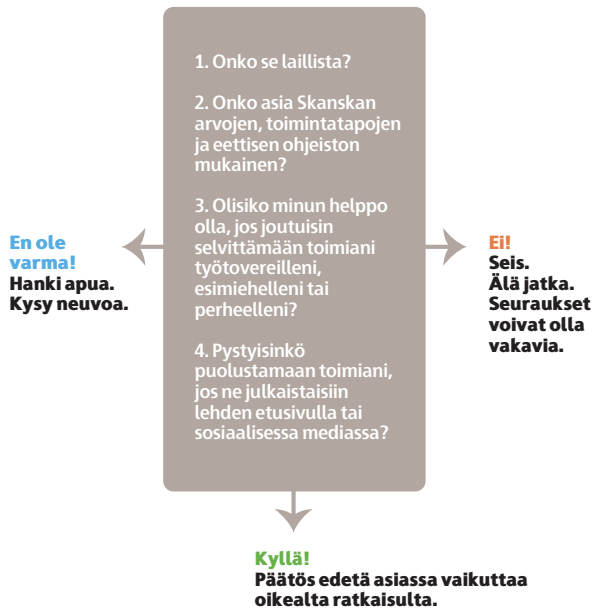 1. Onko se laillista?
2. Onko asia Skanskan
arvojen, toimintatapojen
ja eettisen ohjeiston
mukainen?
3. Olisiko minun helppo
olla, jos joutuisin
selvittämään toimiani
työtovereilleni,
esimiehelleni tai
perheelleni?
4. Pystyisinkö
puolustamaan toimiani,
jos ne julkaistaisiin
lehden etusivulla tai
sosiaalisessa mediassa?
En ole
varma!
Hanki apua.
Kysy neuvoa.
Ei!
Seis.
Älä jatka.
Seuraukset
voivat olla
vakavia.
Kyllä!
Päätös edetä asiassa vaikuttaa
oikealta ratkaisulta.